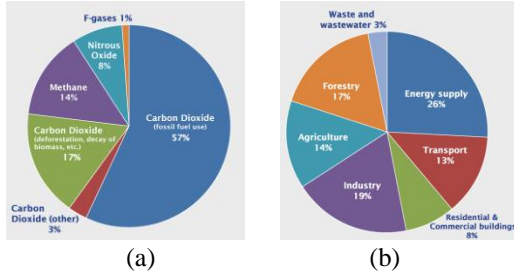 F-gases 1%
Nitrous
Oxide
8%
Methane
14%
Carbon Dioxide
(fossil fuel use)
57%
Carbon Dioxide
(deforestation, decay of
biomass, etc.)
17%
Carbon
Dioxide (other)
3%
(a)
Waste and
wastewater 3%
Forestry
17%
Energy supply
26%
Agriculture
14%
Transport
13%
Industry
19%
Residential &
Commercial buildings
8%
(b)